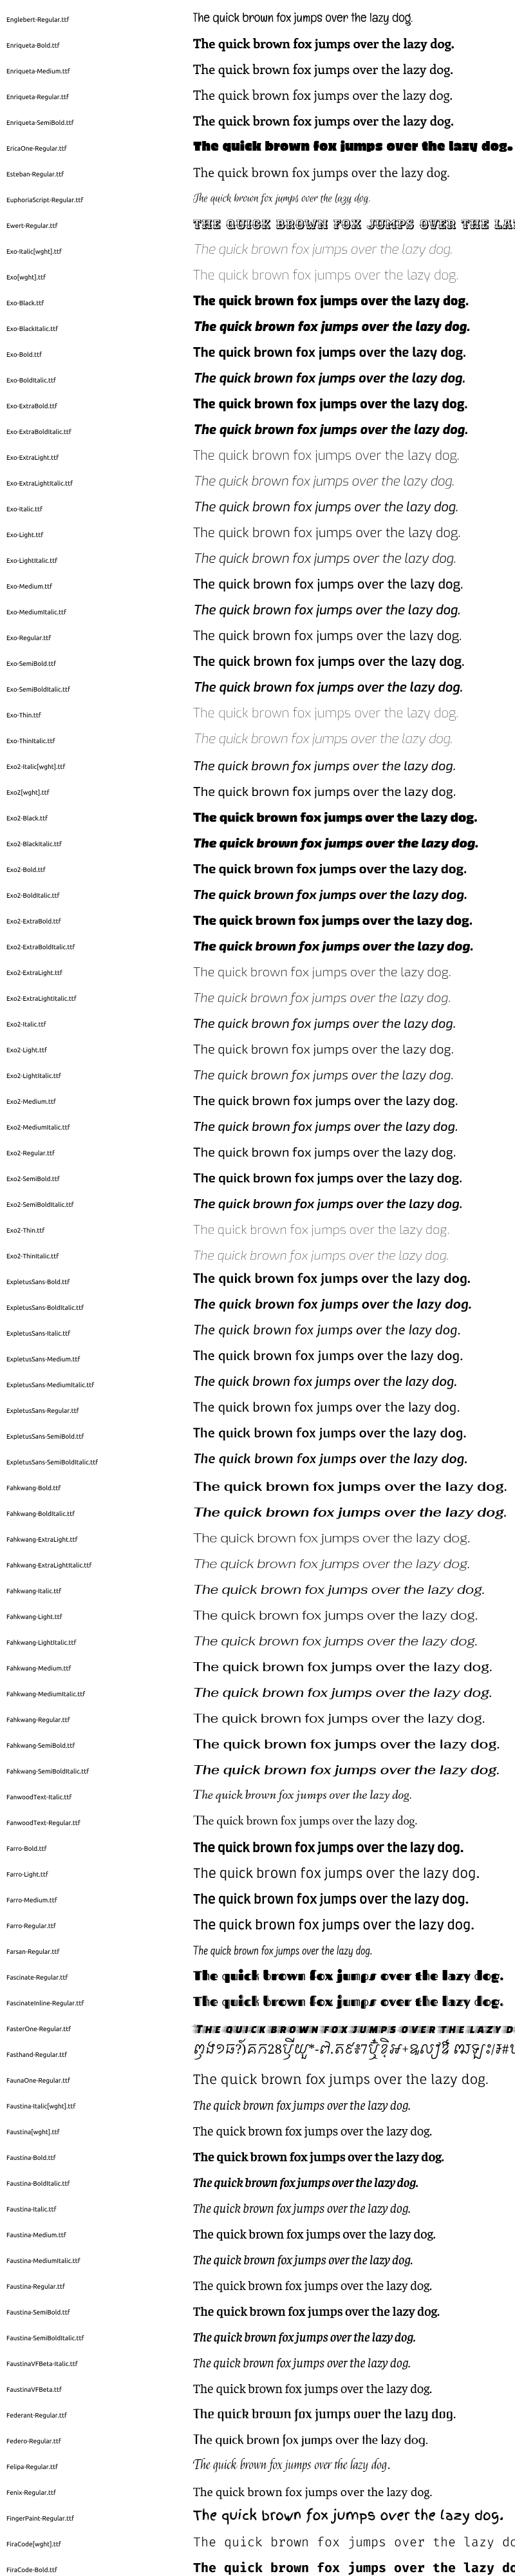 Englebert-Regular.ttf The quick brown fox jumps over the lazy dog.
Enriqueta-Bold.ttf The quick brown fox jumps over the lazy dog.
Enriqueta-Medium.ttf The quick brown fox jumps over the lazy dog.
Enriqueta-Regular.ttf The quick brown fox jumps over the lazy dog.
Enriqueta-SemiBold.ttf The quick brown fox jumps over the lazy dog.
EricaOne-Regular.ttf The quick brown fox jumps over the lazy dog.
Esteban-Regular.ttf The quick brown fox jumps over the lazy dog.
EuphoriaScript-Regular.ttf The quick brown fox jumps over the lazy dog.
Ewert-Regular.ttf THE QUICK BROWN FOX JUMPS OVER THE LA
Exo-Italic[wght].ttf The quick brown fox jumps over the lazy dog.
Exo[wght].ttf The quick brown fox jumps over the lazy dog.
Exo-Black.ttf The quick brown fox jumps over the lazy dog.
Exo-BlackItalic.ttf The quick brown fox jumps over the lazy dog.
Exo-Bold.ttf The quick brown fox jumps over the lazy dog.
Exo-BoldItalic.ttf The quick brown fox jumps over the lazy dog.
Exo-ExtraBold.ttf The quick brown fox jumps over the lazy dog.
Exo-ExtraBoldItalic.ttf The quick brown fox jumps over the lazy dog.
Exo-ExtraLight.ttf The quick brown fox jumps over the lazy dog.
Exo-ExtraLightItalic.ttf The quick brown fox jumps over the lazy dog.
Exo-Italic.ttf The quick brown fox jumps over the lazy dog.
Exo-Light.ttf The quick brown fox jumps over the lazy dog.
Exo-LightItalic.ttf The quick brown fox jumps over the lazy dog.
Exo-Medium.ttf The quick brown fox jumps over the lazy dog.
Exo-MediumItalic.ttf The quick brown fox jumps over the lazy dog.
Exo-Regular.ttf The quick brown fox jumps over the lazy dog.
Exo-SemiBold.ttf The quick brown fox jumps over the lazy dog.
Exo-SemiBoldItalic.ttf The quick brown fox jumps over the lazy dog.
Exo-Thin.ttf The quick brown fox jumps over the lazy dog.
Exo-ThinItalic.ttf The quick brown fox jumps over the lazy dog.
Exo2-Italic[wght].ttf The quick brown fox jumps over the lazy dog.
Exo2[wght].ttf The quick brown fox jumps over the lazy dog.
Exo2-Black.ttf The quick brown fox jumps over the lazy dog.
Exo2-BlackItalic.ttf The quick brown fox jumps over the lazy dog.
Exo2-Bold.ttf The quick brown fox jumps over the lazy dog.
Exo2-BoldItalic.ttf The quick brown fox jumps over the lazy dog.
Exo2-ExtraBold.ttf The quick brown fox jumps over the lazy dog.
Exo2-ExtraBoldItalic.ttf The quick brown fox jumps over the lazy dog.
Exo2-ExtraLight.ttf The quick brown fox jumps over the lazy dog.
Exo2-ExtraLightItalic.ttf The quick brown fox jumps over the lazy dog.
Exo2-Italic.ttf The quick brown fox jumps over the lazy dog.
Exo2-Light.ttf The quick brown fox jumps over the lazy dog.
Exo2-LightItalic.ttf The quick brown fox jumps over the lazy dog.
Exo2-Medium.ttf The quick brown fox jumps over the lazy dog.
Exo2-MediumItalic.ttf The quick brown fox jumps over the lazy dog.
Exo2-Regular.ttf The quick brown fox jumps over the lazy dog.
Exo2-SemiBold.ttf The quick brown fox jumps over the lazy dog.
Exo2-SemiBoldItalic.ttf The quick brown fox jumps over the lazy dog.
Exo2-Thin.ttf The quick brown fox jumps over the lazy dog.
Exo2-ThinItalic.ttf The quick brown fox jumps over the lazy dog.
ExpletusSans-Bold.ttf The quick brown fox jumps over the lazy dog.
ExpletusSans-BoldItalic.ttf The quick brown fox jumps over the lazy dog.
ExpletusSans-Italic.ttf The quick brown fox jumps over the lazy dog.
ExpletusSans-Medium.ttf The quick brown fox jumps over the lazy dog.
ExpletusSans-MediumItalic.ttf The quick brown fox jumps over the lazy dog.
ExpletusSans-Regular.ttf The quick brown fox jumps over the lazy dog.
ExpletusSans-SemiBold.ttf The quick brown fox jumps over the lazy dog.
ExpletusSans-SemiBoldItalic.ttf The quick brown fox jumps over the lazy dog.
Fahkwang-Bold.ttf The quick brown fox jumps over the lazy dog.
Fahkwang-BoldItalic.ttf The quick brown fox jumps over the lazy dog.
Fahkwang-ExtraLight.ttf The quick brown fox jumps over the lazy dog.
Fahkwang-ExtraLightItalic.ttf The quick brown fox jumps over the lazy dog.
Fahkwang-Italic.ttf The quick brown fox jumps over the lazy dog.
Fahkwang-Light.ttf The quick brown fox jumps over the lazy dog.
Fahkwang-LightItalic.ttf The quick brown fox jumps over the lazy dog.
Fahkwang-Medium.ttf The quick brown fox jumps over the lazy dog.
Fahkwang-MediumItalic.ttf The quick brown fox jumps over the lazy dog.
Fahkwang-Regular.ttf The quick brown fox jumps over the lazy dog.
Fahkwang-SemiBold.ttf The quick brown fox jumps over the lazy dog.
Fahkwang-SemiBoldItalic.ttf The quick brown fox jumps over the lazy dog.
FanwoodText-Italic.ttf The quick brown fox jumps over the lazy dog.
FanwoodText-Regular.ttf The quick brown fox jumps over the lazy dog.
Farro-Bold.ttf The quick brown fox jumps over the lazy dog.
Farro-Light.ttf The quick brown fox jumps over the lazy dog.
Farro-Medium.ttf The quick brown fox jumps over the lazy dog.
Farro-Regular.ttf The quick brown fox jumps over the lazy dog.
Farsan-Regular.ttf The quick brown fox jumps over the lazy dog.
Fascinate-Regular.ttf The quick brown fox jumps over the lazy dog.
FascinateInline-Regular.ttf The quick brown fox jumps over the lazy dog.
FasterOne-Regular.ttf THE QUICK BROWN FOX JUMPS OVER THE LAZY D
Fasthand-Regular.ttf
FaunaOne-Regular.ttf The quick brown fox jumps over the lazy dog.
Faustina-Italic[wght].ttf The quick brown fox jumps over the lazy dog.
Faustina[wght].ttf The quick brown fox jumps over the lazy dog.
Faustina-Bold.ttf The quick brown fox jumps over the lazy dog.
Faustina-BoldItalic.ttf The quick brown fox jumps over the lazy dog.
Faustina-Italic.ttf The quick brown fox jumps over the lazy dog.
Faustina-Medium.ttf The quick brown fox jumps over the lazy dog.
Faustina-MediumItalic.ttf The quick brown fox jumps over the lazy dog.
Faustina-Regular.ttf The quick brown fox jumps over the lazy dog.
Faustina-SemiBold.ttf The quick brown fox jumps over the lazy dog.
Faustina-SemiBoldItalic.ttf The quick brown fox jumps over the lazy dog.
FaustinaVFBeta-Italic.ttf The quick brown fox jumps over the lazy dog.
FaustinaVFBeta.ttf The quick brown fox jumps over the lazy dog.
Federant-Regular.ttf The quick brown fox jumps over the lazy dog.
Federo-Regular.ttf The quick brown fox jumps over the lazy dog.
Felipa-Regular.ttf The quick brown fox jumps over the lazy dog.
Fenix-Regular.ttf The quick brown fox jumps over the lazy dog.
FingerPaint-Regular.ttf The quick brown fox jumps over the lazy dog.
FiraCode[wght].ttf The quick brown fox jumps over the lazy do
FiraCode-Bold.ttf The quick brown fox jumps over the lazy do